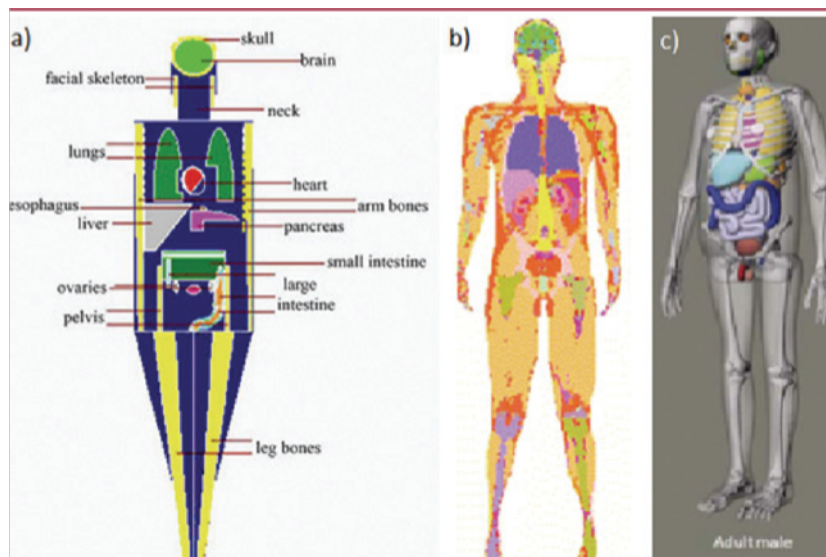 a)
skull
brain
facial skeleton
neck
lungs
heart
esophagus
arm bones
liver
pancreas
small intestine
ovaries
large
intestine
pelvis
leg bones
b)
c)
Adult male